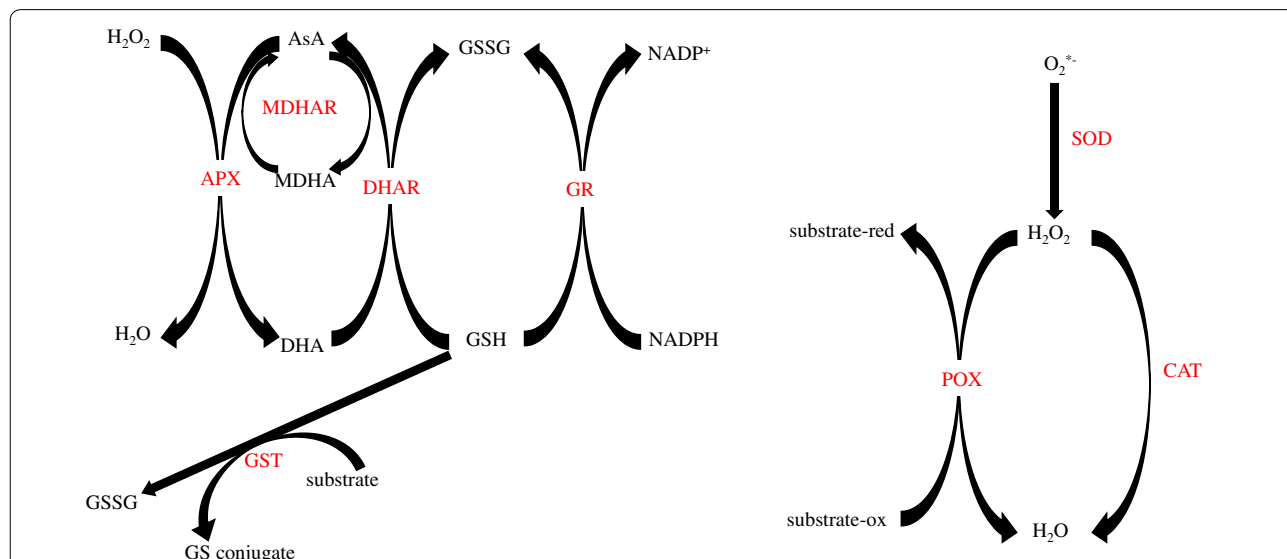 H₂O₂
AsA
GSSG
NADP⁺
MDHAR
APX
MDHA
DHAR
GR
H₂O
DHA
GSH
NADPH
GST
substrate
GSSG
GS conjugate
O₂*-
SOD
substrate-red
H₂O₂
POX
CAT
substrate-ox
H₂O